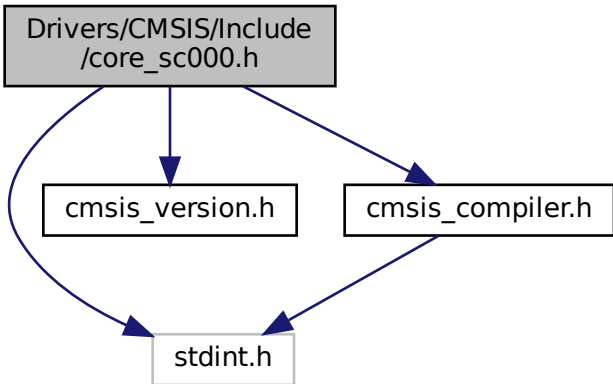 Drivers/CMSIS/Include
/core_sc000.h
cmsis_version.h
cmsis_compiler.h
stdint.h